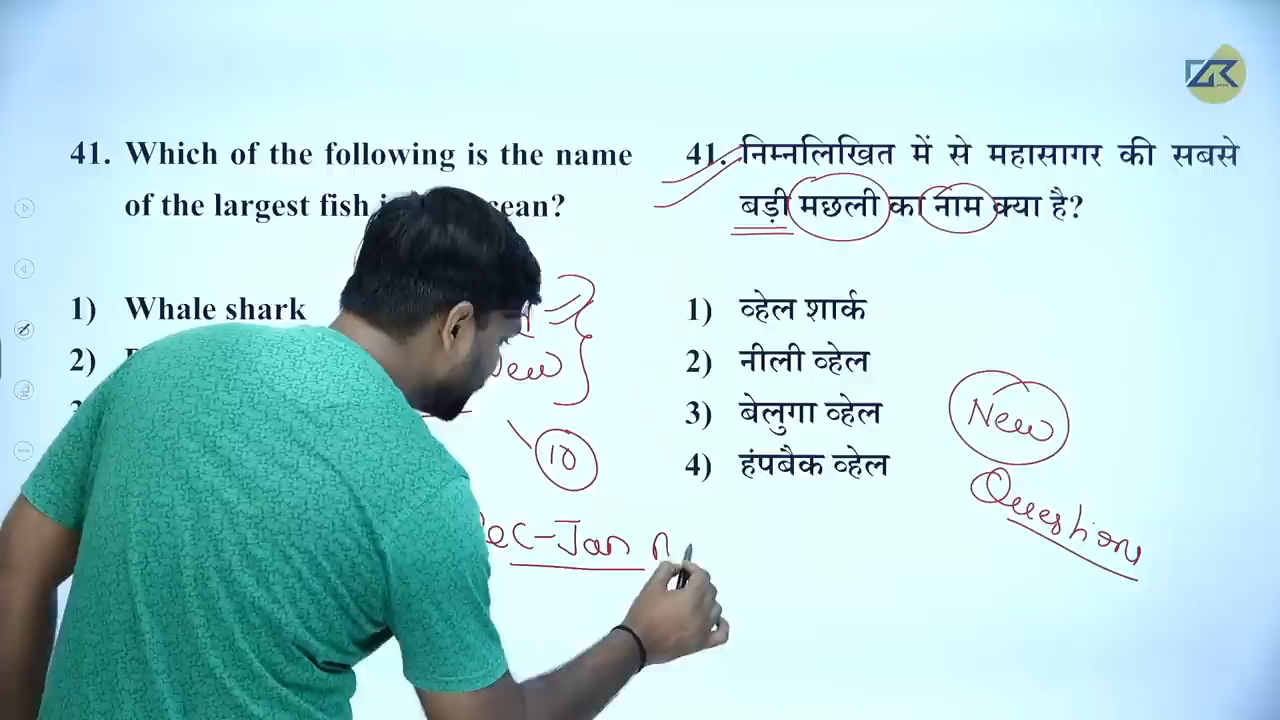 41. Which of the following is the name
of the largest fish
1) Whale shark
2)
41. निम्नलिखित में से महासागर की सबसे
बड़ी मछली का नाम क्या है?
1) व्हेल शार्क
2) नीली व्हेल
3) बेलुगा व्हेल
4) हंपबैक व्हेल
New
Question
10
Jan